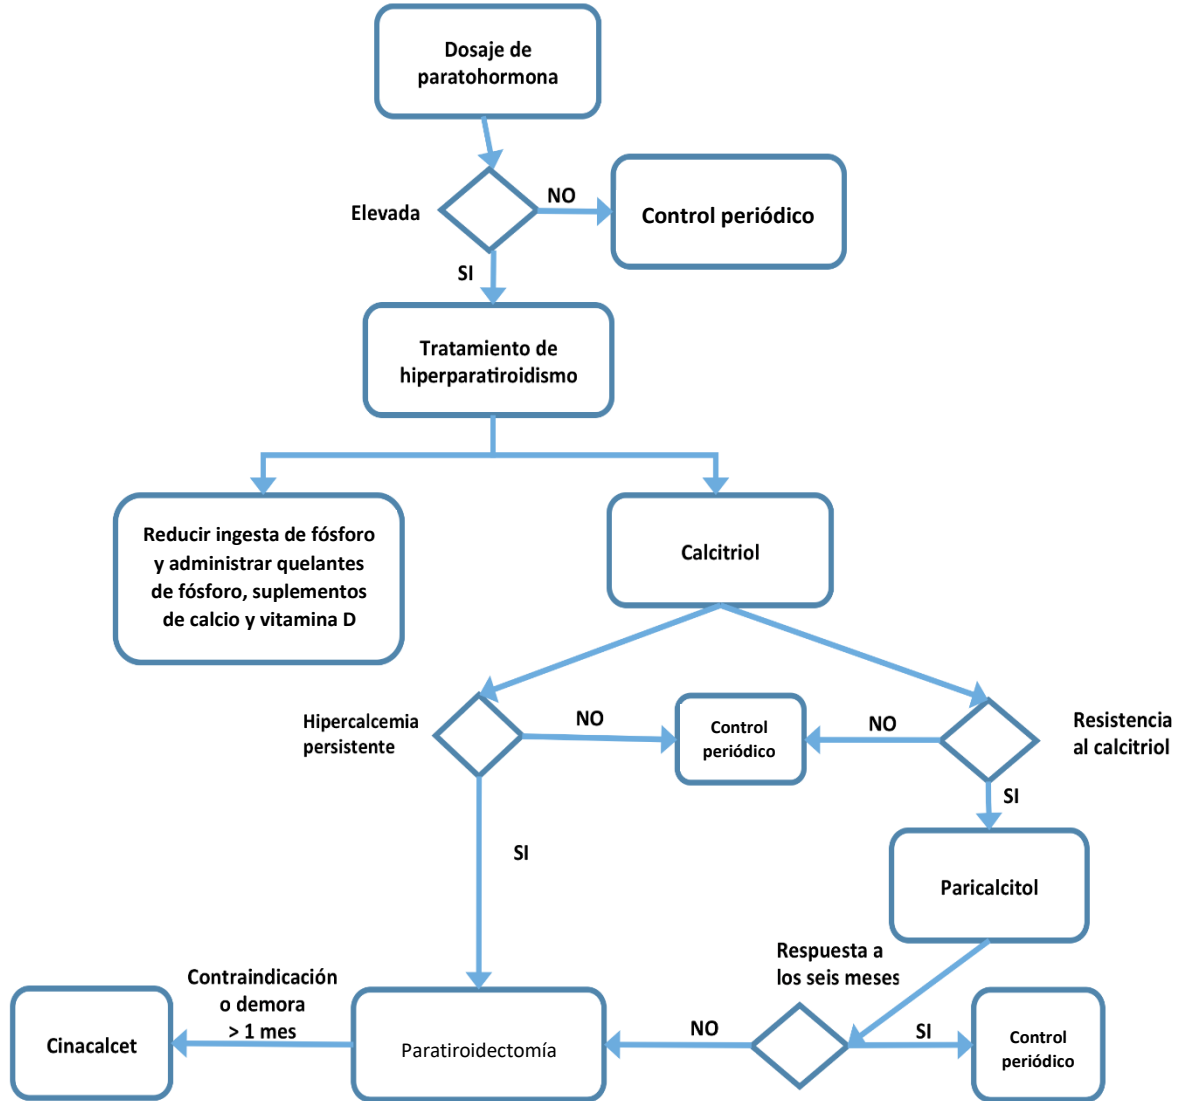 Dosaje de
paratohormona
Elevada
NO
Control periódico
SI
Tratamiento de
hiperparatiroidismo
Reducir ingesta de fósforo
y administrar quelantes
de fósforo, suplementos
de calcio y vitamina D
Calcitriol
Hipercalcemia
persistente
NO
Control
periódico
NO
Resistencia
al calcitriol
SI
SI
Paricalcitol
Respuesta a
los seis meses
Contraindicación
o demora
> 1 mes
Cinacalcet
Paratiroidectomía
NO
SI
Control
periódico